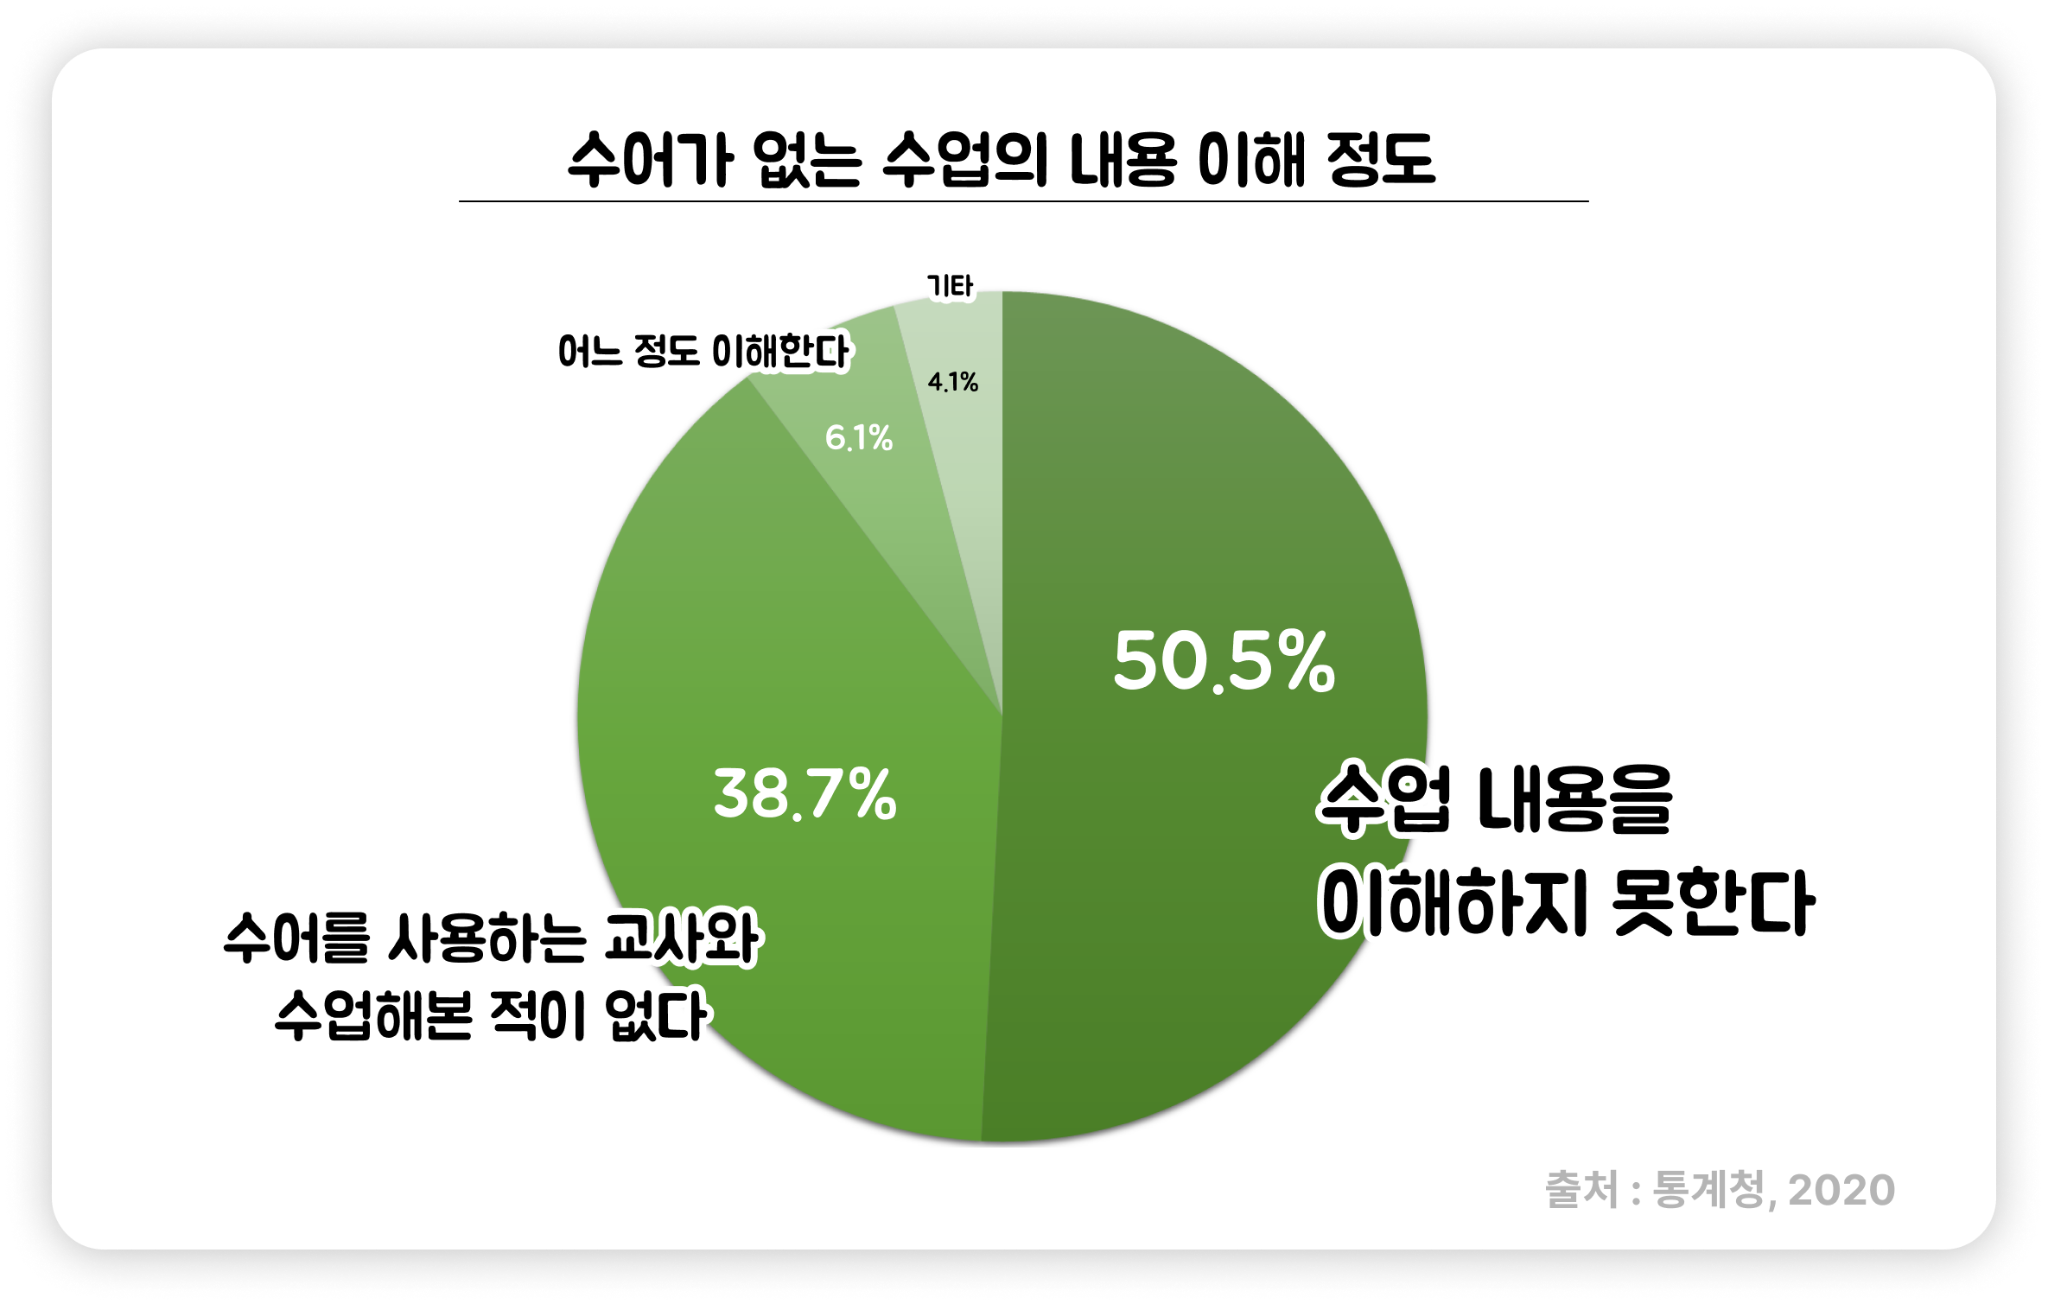 수어가 없는 수업의 내용 이해 정도
기타
어느 정도 이해한다
4.1%
6.1%
50.5%
38.7%
수업 내용을
이해하지 못한다
수어를 사용하는 교사와
수업해본 적이 없다
출처 : 통계청, 2020